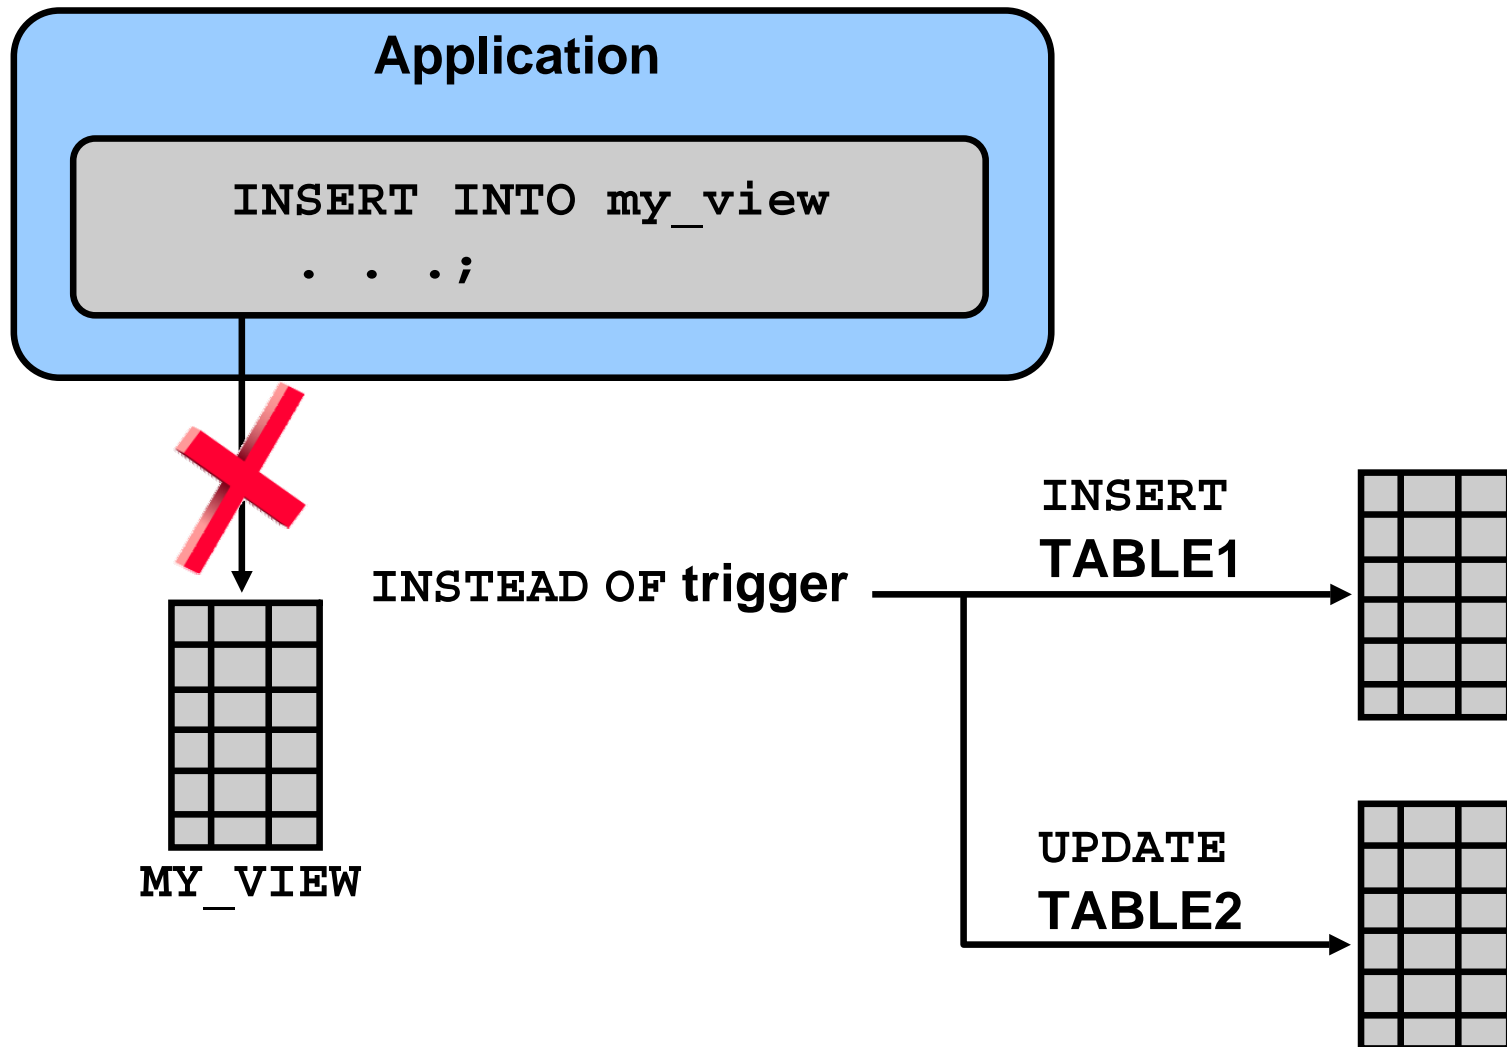 Application
INSERT INTO my_view
. . .;
INSERT
TABLE1
INSTEAD OF trigger
UPDATE
TABLE2
MY_VIEW